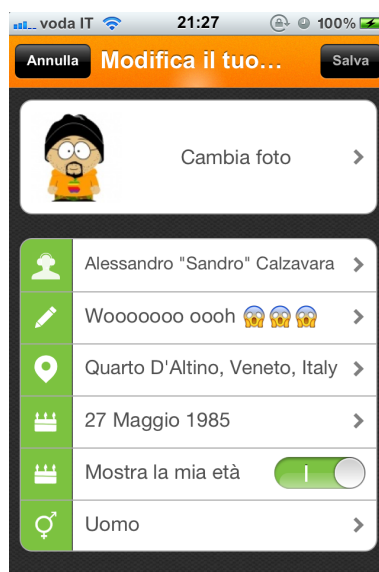 voda IT 21:27 100%
Annulla Modifica il tuo... Salva
Cambia foto
Alessandro "Sandro" Calzavara
Wooooooo oooh 😱😱😱
Quarto D'Altino, Veneto, Italy
27 Maggio 1985
Mostra la mia età
Uomo